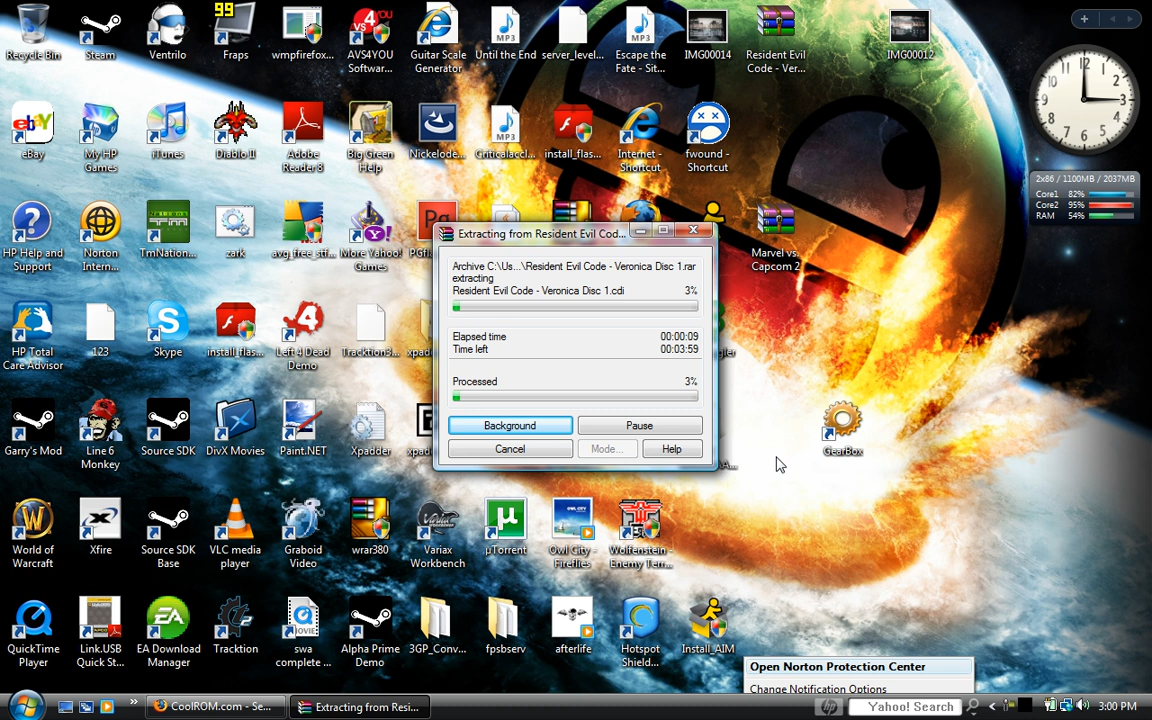 99
Recycle Bin
Steam
Ventrilo
Fraps
wmpfirefox...
AVS4YOU
Softwar...
Guitar Scale
Generator
Until the End
server_level...
Escape the
Fate - Sit...
IMG00014
Resident Evil
Code - Ver...
IMG00012
eBay
My HP
Games
iTunes
Diablo II
Adobe
Reader 8
Big Green
Help
Nickelode...
Criticalaccl...
install_flas...
Internet -
Shortcut
fwound -
Shortcut
2x86 / 1100MB / 2037MB
Core1 82%
Core2 95%
RAM 54%
HP Help and
Support
Norton
Intern...
TmNation...
zark
avg_free_stf...
More Yahoo!
Games
Marvel vs.
Capcom 2
Extracting from Resident Evil Cod...
Archive C:\Us...\Resident Evil Code - Veronica Disc 1.rar
extracting
Resident Evil Code - Veronica Disc 1.cdi 3%
Elapsed time 00:00:09
Time left 00:03:59
Processed 3%
Background
Pause
Cancel
Mode...
Help
HP Total
Care Advisor
123
Skype
install_flas...
Left 4 Dead
Demo
Tracktion3...
Garry's Mod
Line 6
Monkey
Source SDK
DivX Movies
Paint.NET
Xpadder
GearBox
World of
Warcraft
Xfire
Source SDK
Base
VLC media
player
Graboid
Video
wrar380
Variax
Workbench
µTorrent
Owl City -
Fireflies
Wolfenstein -
Enemy Terr...
QuickTime
Player
Link.USB
Quick St...
EA Download
Manager
Tracktion
swa
complete ...
Alpha Prime
Demo
3GP_Conv...
fpsbserv
afterlife
Hotspot
Shield...
Install_AIM
Open Norton Protection Center
Change Notification Options
CoolROM.com - Se...
Extracting from Resi...
Yahoo! Search
3:00 PM